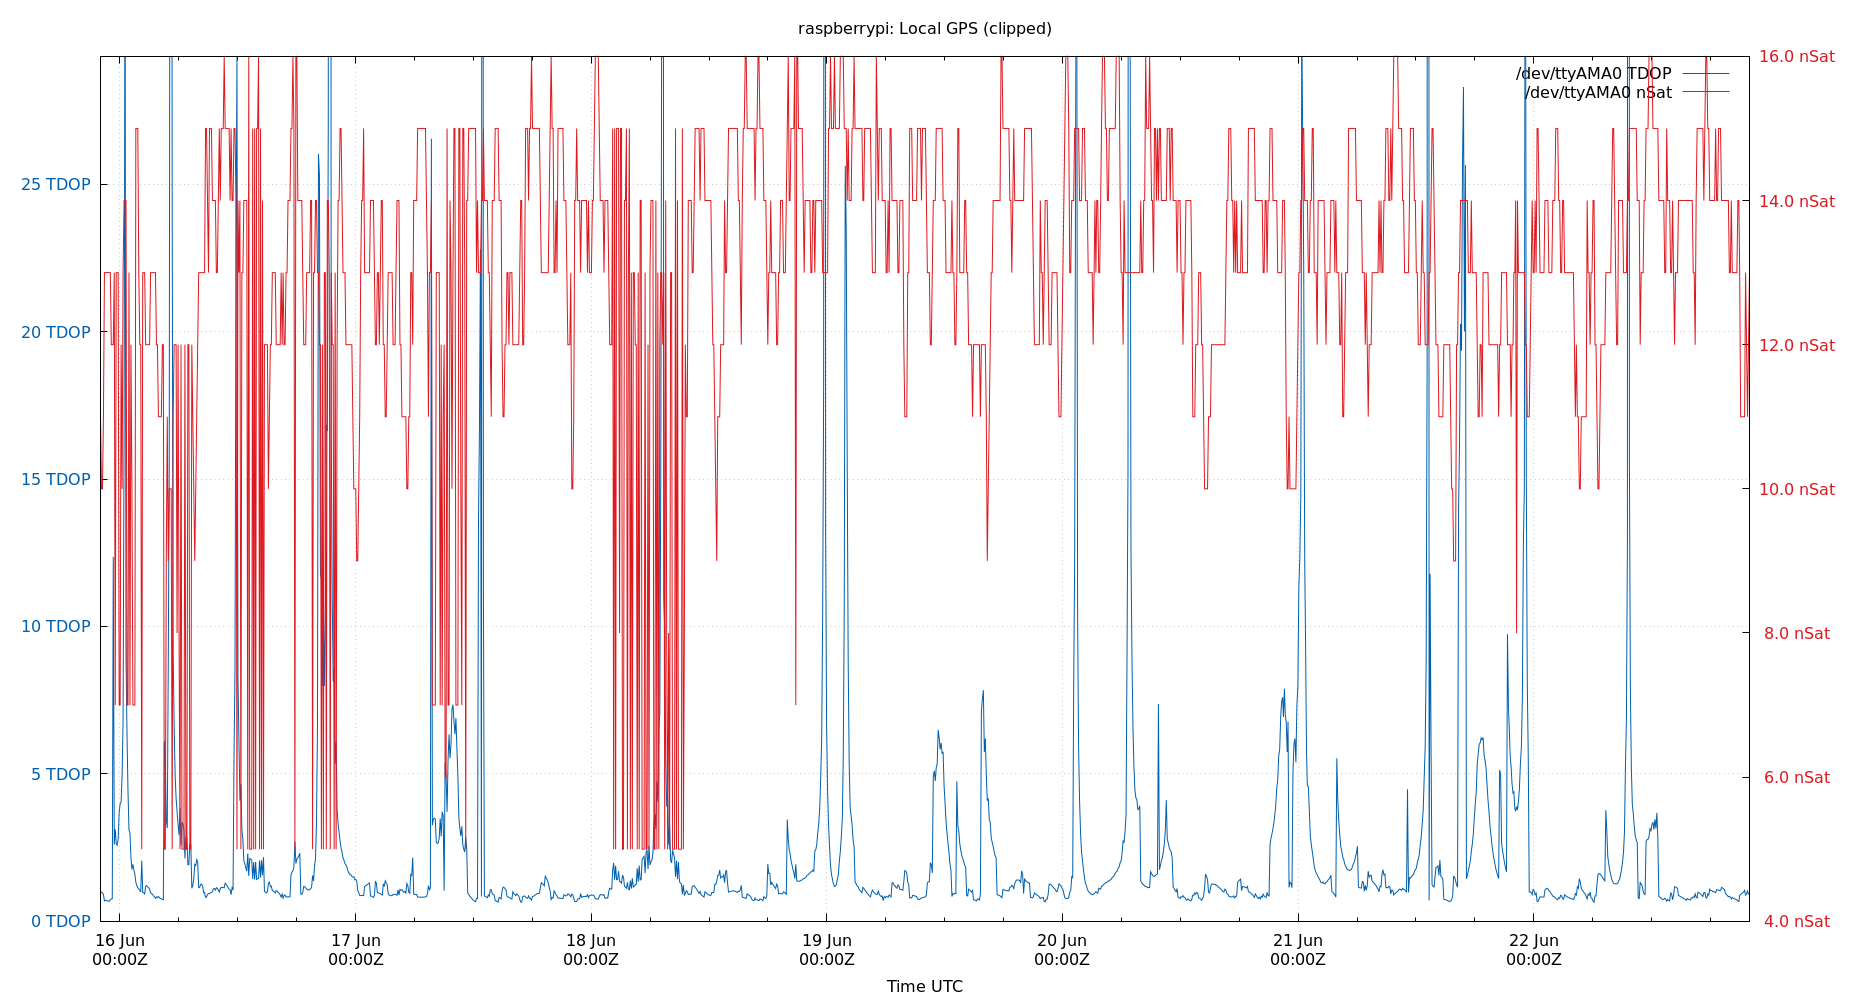 raspberrypi: Local GPS (clipped)
/dev/ttyAMA0 TDOP
/dev/ttyAMA0 nSat
25 TDOP
20 TDOP
15 TDOP
10 TDOP
5 TDOP
0 TDOP
16.0 nSat
14.0 nSat
12.0 nSat
10.0 nSat
8.0 nSat
6.0 nSat
4.0 nSat
16 Jun
00:00Z
17 Jun
00:00Z
18 Jun
00:00Z
19 Jun
00:00Z
20 Jun
00:00Z
21 Jun
00:00Z
22 Jun
00:00Z
Time UTC